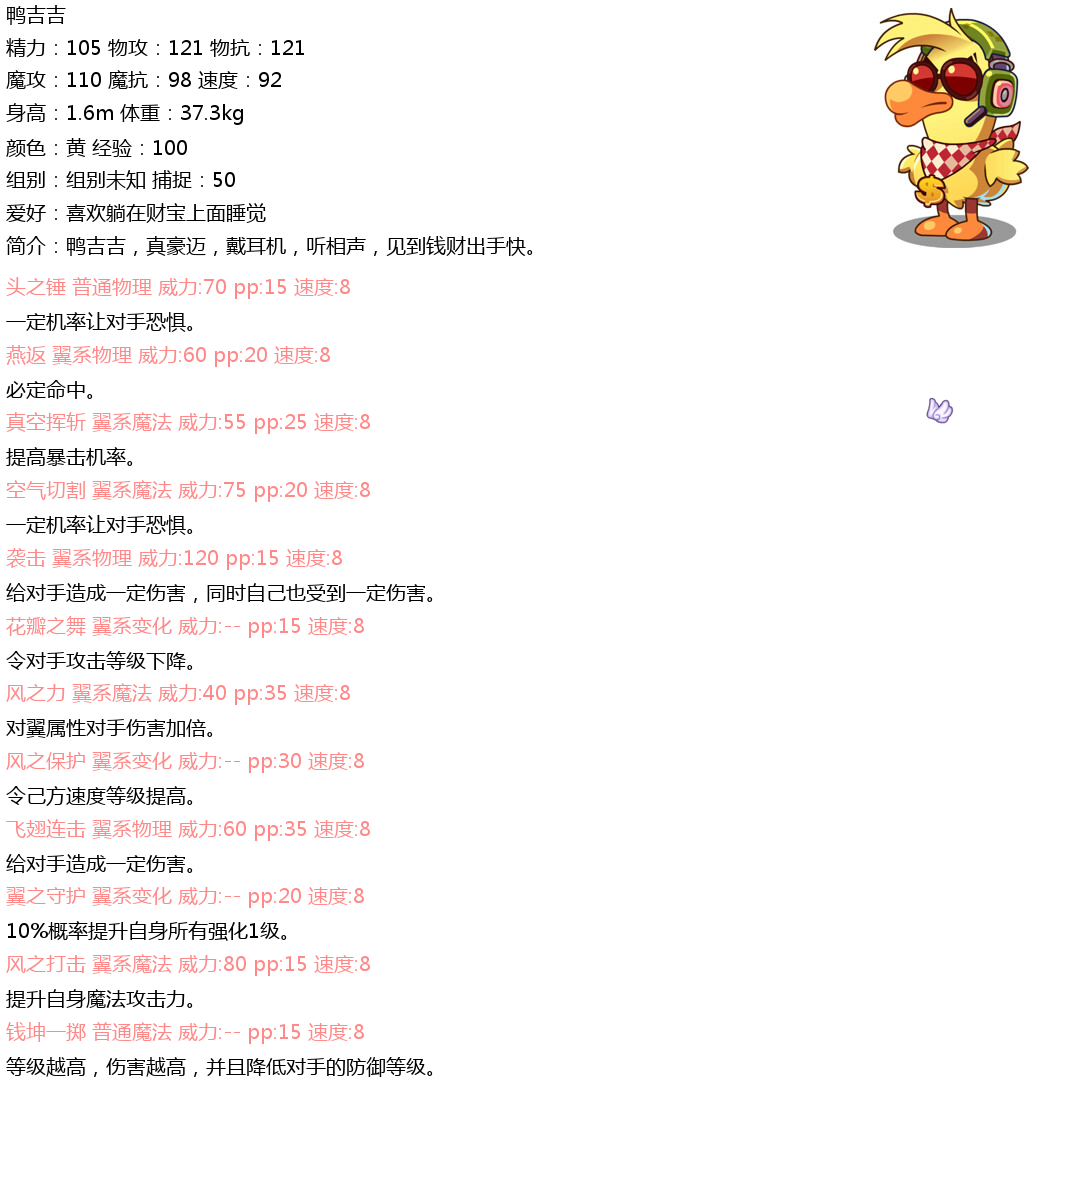 鸭吉吉
精力：105 物攻：121 物抗：121
魔攻：110 魔抗：98 速度：92
身高：1.6m 体重：37.3kg
颜色：黄 经验：100
组别：组别未知 捕捉：50
爱好：喜欢躺在财宝上面睡觉
简介：鸭吉吉，真豪迈，戴耳机，听相声，见到钱财出手快。
头之锤 普通物理 威力:70 pp:15 速度:8
一定机率让对手恐惧。
燕返 翼系物理 威力:60 pp:20 速度:8
必定命中。
真空挥斩 翼系魔法 威力:55 pp:25 速度:8
提高暴击机率。
空气切割 翼系魔法 威力:75 pp:20 速度:8
一定机率让对手恐惧。
袭击 翼系物理 威力:120 pp:15 速度:8
给对手造成一定伤害，同时自己也受到一定伤害。
花瓣之舞 翼系变化 威力:-- pp:15 速度:8
令对手攻击等级下降。
风之力 翼系魔法 威力:40 pp:35 速度:8
对翼属性对手伤害加倍。
风之保护 翼系变化 威力:-- pp:30 速度:8
令己方速度等级提高。
飞翅连击 翼系物理 威力:60 pp:35 速度:8
给对手造成一定伤害。
翼之守护 翼系变化 威力:-- pp:20 速度:8
10%概率提升自身所有强化1级。
风之打击 翼系魔法 威力:80 pp:15 速度:8
提升自身魔法攻击力。
钱坤一掷 普通魔法 威力:-- pp:15 速度:8
等级越高，伤害越高，并且降低对手的防御等级。
$